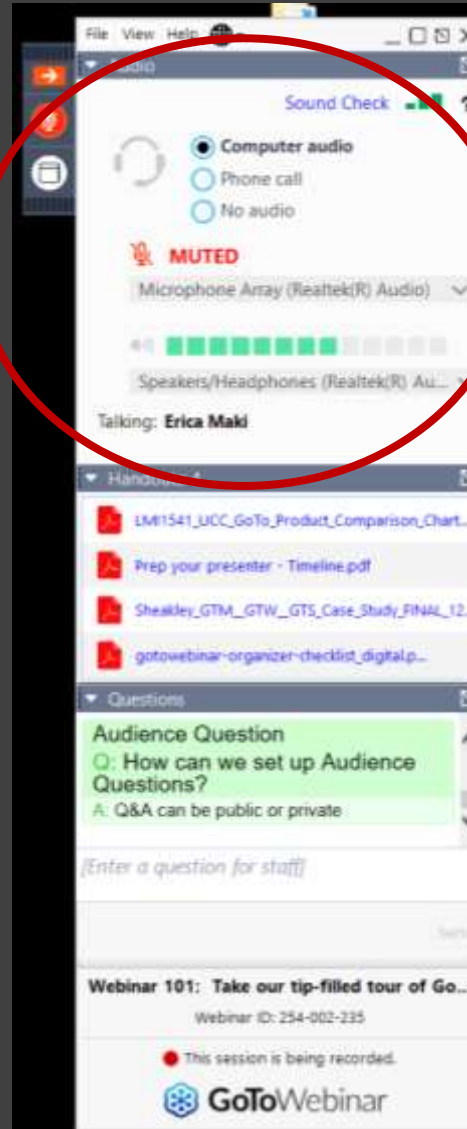 File View Help
Audio
Sound Check ?
Computer audio
Phone call
No audio
MUTED
Microphone Array (Realtek(R) Audio)
Speakers/Headphones (Realtek(R) Au...
Talking: Erica Maki
LMI1541_UCC_GoTo_Product_Comparison_Chart...
Prep your presenter - Timeline.pdf
Sheakley_GTM__GTW__GTS_Case_Study_FINAL_12...
gotowebinar-organizer-checklist_digital.p...
Questions
Audience Question
Q: How can we set up Audience
Questions?
A: Q&A can be public or private
[Enter a question for staff]
Send
Webinar 101: Take our tip-filled tour of Go...
Webinar ID: 254-002-235
This session is being recorded.
GoToWebinar